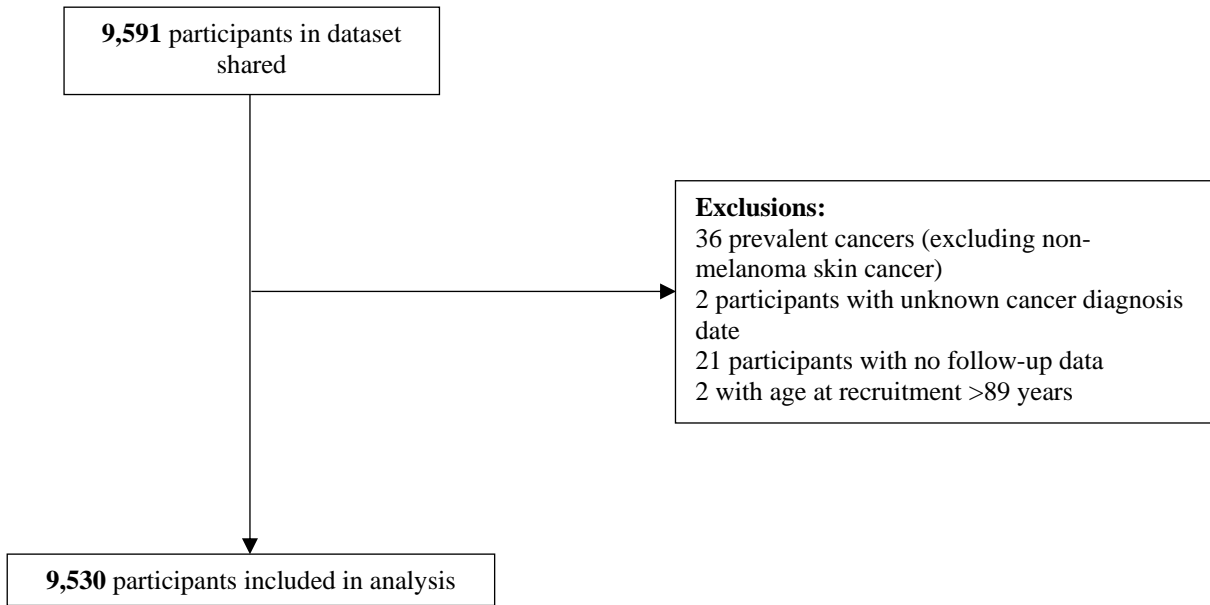 9,591 participants in dataset
shared
Exclusions:
36 prevalent cancers (excluding non-
melanoma skin cancer)
2 participants with unknown cancer diagnosis
date
21 participants with no follow-up data
2 with age at recruitment >89 years
9,530 participants included in analysis